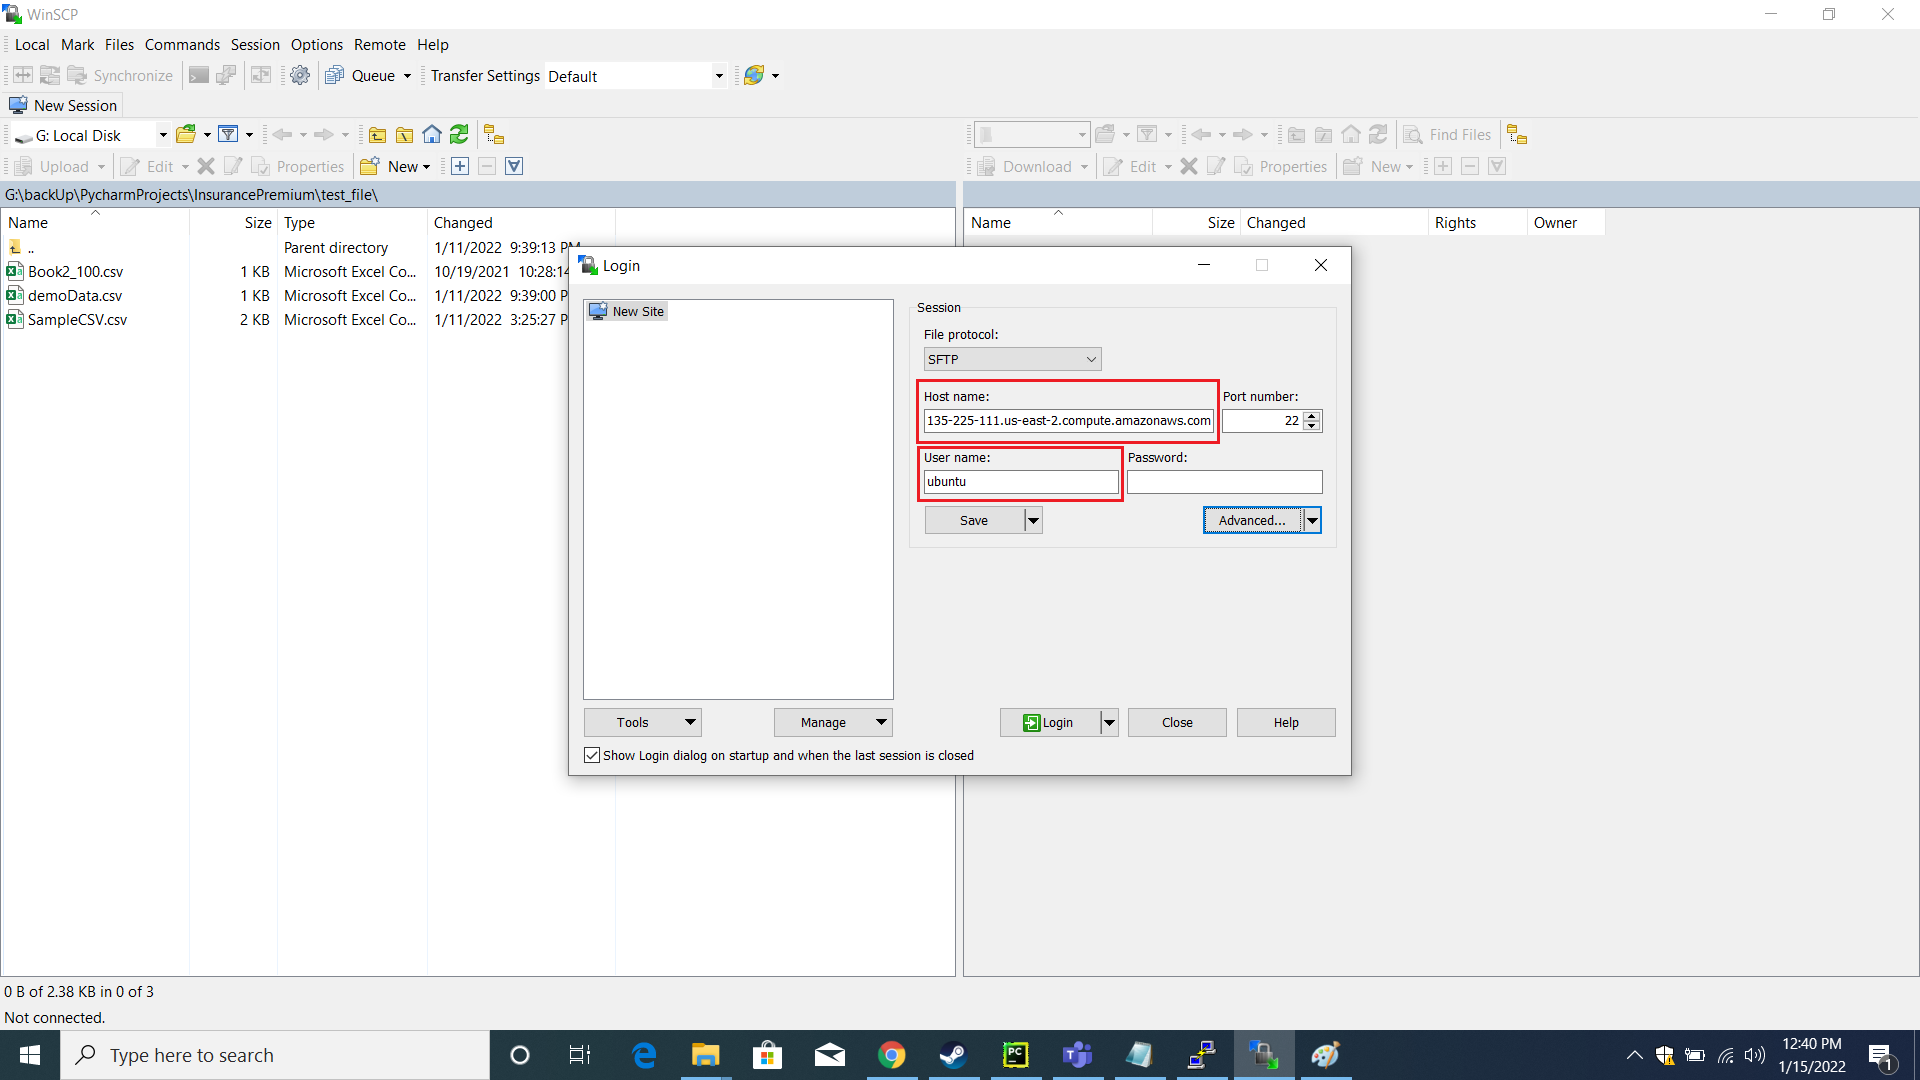 WinSCP
Local Mark Files Commands Session Options Remote Help
Synchronize Queue Transfer Settings Default
New Session
G: Local Disk Find Files
Upload Edit Properties New Download Edit Properties New
G:\backUp\PycharmProjects\InsurancePremium\test_file\
Name Size Type Changed Name Size Changed Rights Owner
.. Parent directory 1/11/2022 9:39:13 PM
Book2_100.csv 1 KB Microsoft Excel Co... 10/19/2021 10:28:14
demoData.csv 1 KB Microsoft Excel Co... 1/11/2022 9:39:00 P
SampleCSV.csv 2 KB Microsoft Excel Co... 1/11/2022 3:25:27 P
Login
New Site
Session
File protocol:
SFTP
Host name: Port number:
135-225-111.us-east-2.compute.amazonaws.com 22
User name: Password:
ubuntu
Save Advanced...
Tools Manage Login Close Help
Show Login dialog on startup and when the last session is closed
0 B of 2.38 KB in 0 of 3
Not connected.
Type here to search
12:40 PM
1/15/2022
1